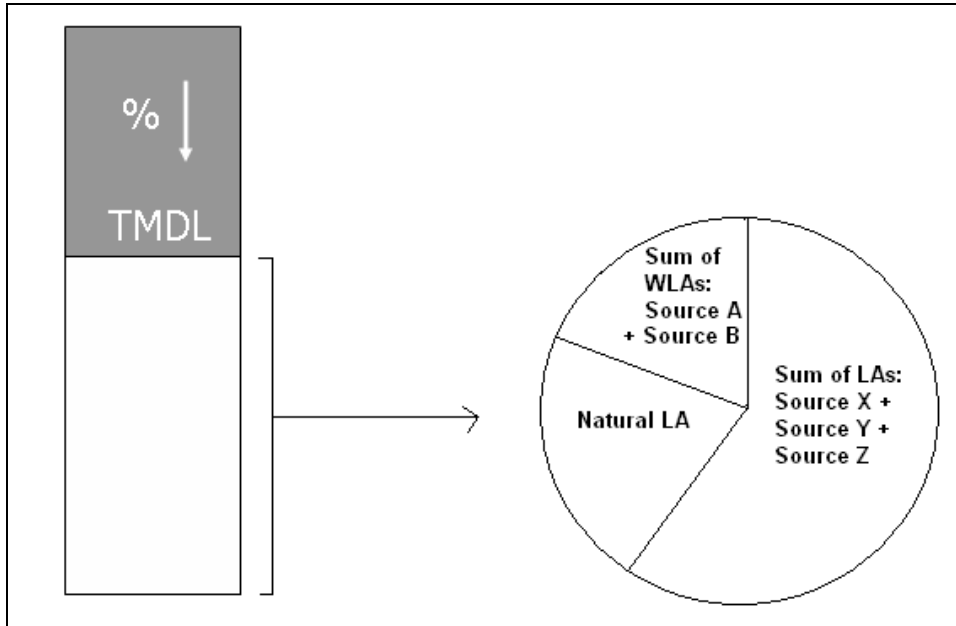 %
TMDL
Sum of
WLAs:
Source A
+ Source B
Natural LA
Sum of LAs:
Source X +
Source Y +
Source Z